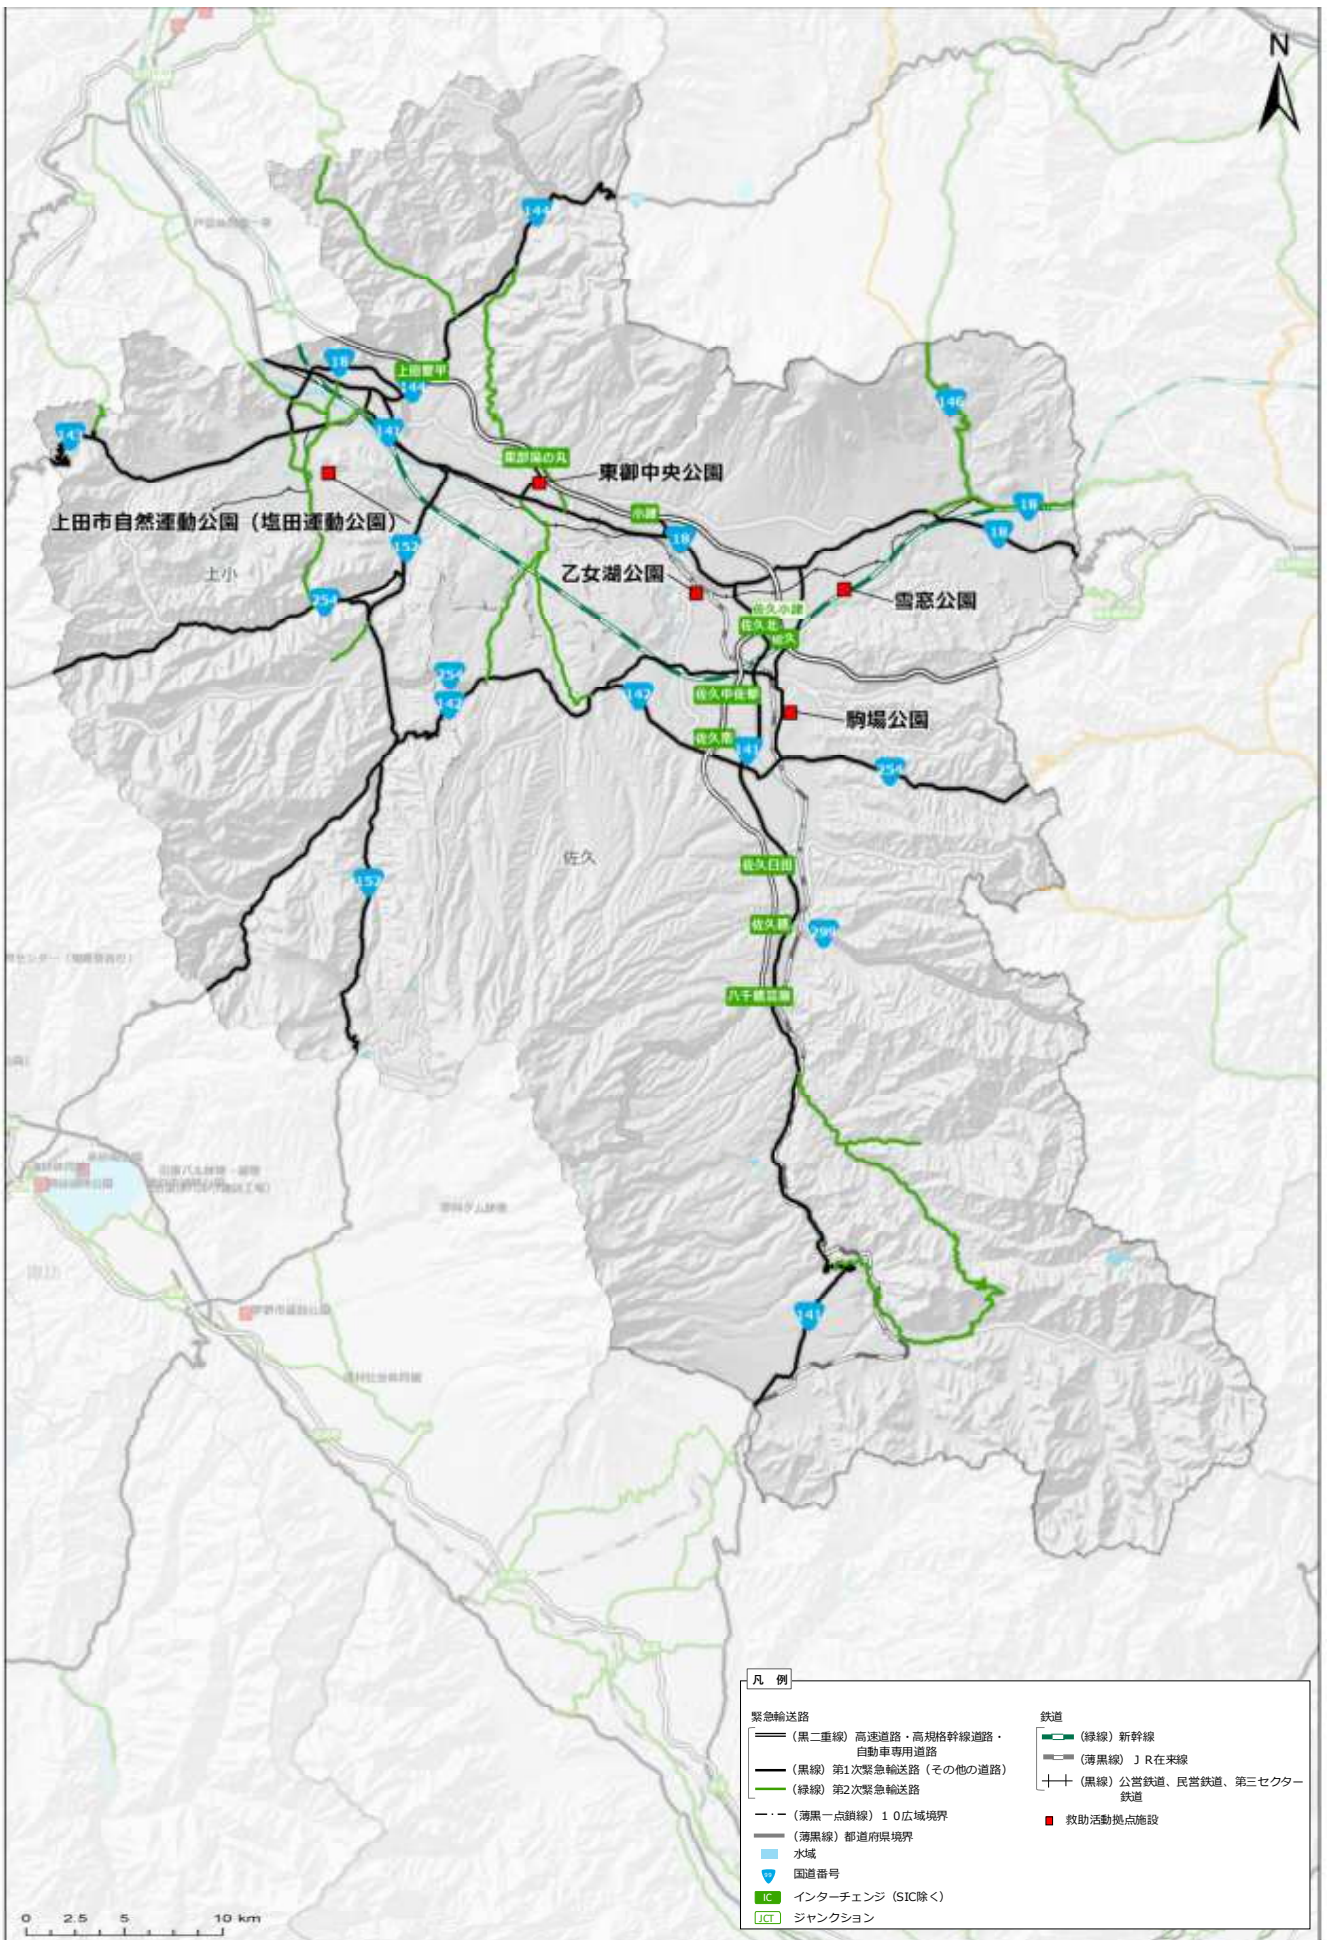 N
144
18
上田菅平
144
146
143
141
東部湯の丸
東御中央公園
小諸
18
18
18
上田市自然運動公園（塩田運動公園）
152
乙女湖公園
上小
254
雪窓公園
佐久小諸
佐久北
佐久
254
142
142
佐久中佐都
駒場公園
佐久南
141
254
佐久
佐久臼田
152
佐久穂
299
八千穂高原
141
凡 例
緊急輸送路
（黒二重線）高速道路・高規格幹線道路・
自動車専用道路
（黒線）第1次緊急輸送路（その他の道路）
（緑線）第2次緊急輸送路
（薄黒一点鎖線）１０広域境界
（薄黒線）都道府県境界
水域
国道番号
IC インターチェンジ（SIC除く）
JCT ジャンクション
鉄道
（緑線）新幹線
（薄黒線）ＪＲ在来線
（黒線）公営鉄道、民営鉄道、第三セクター
鉄道
救助活動拠点施設
0 2.5 5 10 km